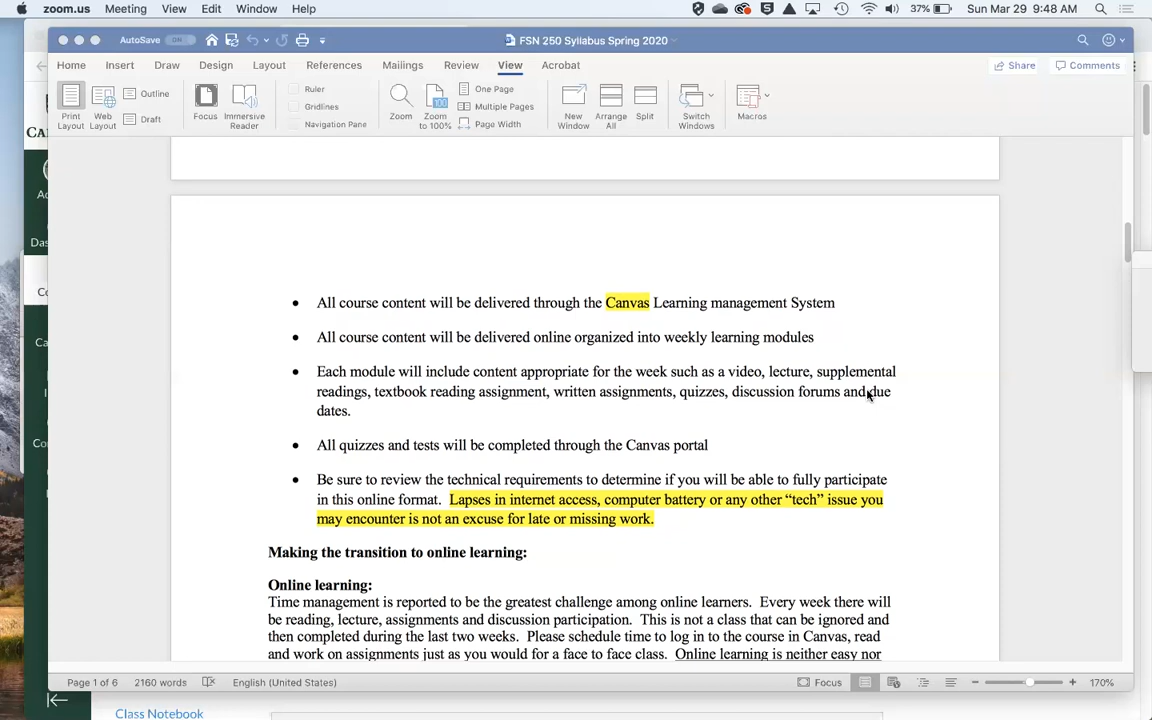 zoom.us Meeting View Edit Window Help 37% Sun Mar 29 9:48 AM
AutoSave ON FSN 250 Syllabus Spring 2020
Home Insert Draw Design Layout References Mailings Review View Acrobat Share Comments
Print Layout Web Layout Outline Draft Focus Immersive Reader Ruler Gridlines Navigation Pane Zoom Zoom to 100% 100 One Page Multiple Pages Page Width New Window Arrange All Split Switch Windows Macros
• All course content will be delivered through the Canvas Learning management System
• All course content will be delivered online organized into weekly learning modules
• Each module will include content appropriate for the week such as a video, lecture, supplemental
readings, textbook reading assignment, written assignments, quizzes, discussion forums and due
dates.
• All quizzes and tests will be completed through the Canvas portal
• Be sure to review the technical requirements to determine if you will be able to fully participate
in this online format. Lapses in internet access, computer battery or any other “tech” issue you
may encounter is not an excuse for late or missing work.
Making the transition to online learning:
Online learning:
Time management is reported to be the greatest challenge among online learners. Every week there will
be reading, lecture, assignments and discussion participation. This is not a class that can be ignored and
then completed during the last two weeks. Please schedule time to log in to the course in Canvas, read
and work on assignments just as you would for a face to face class. Online learning is neither easy nor
Page 1 of 6 2160 words English (United States) Focus 170%
Class Notebook